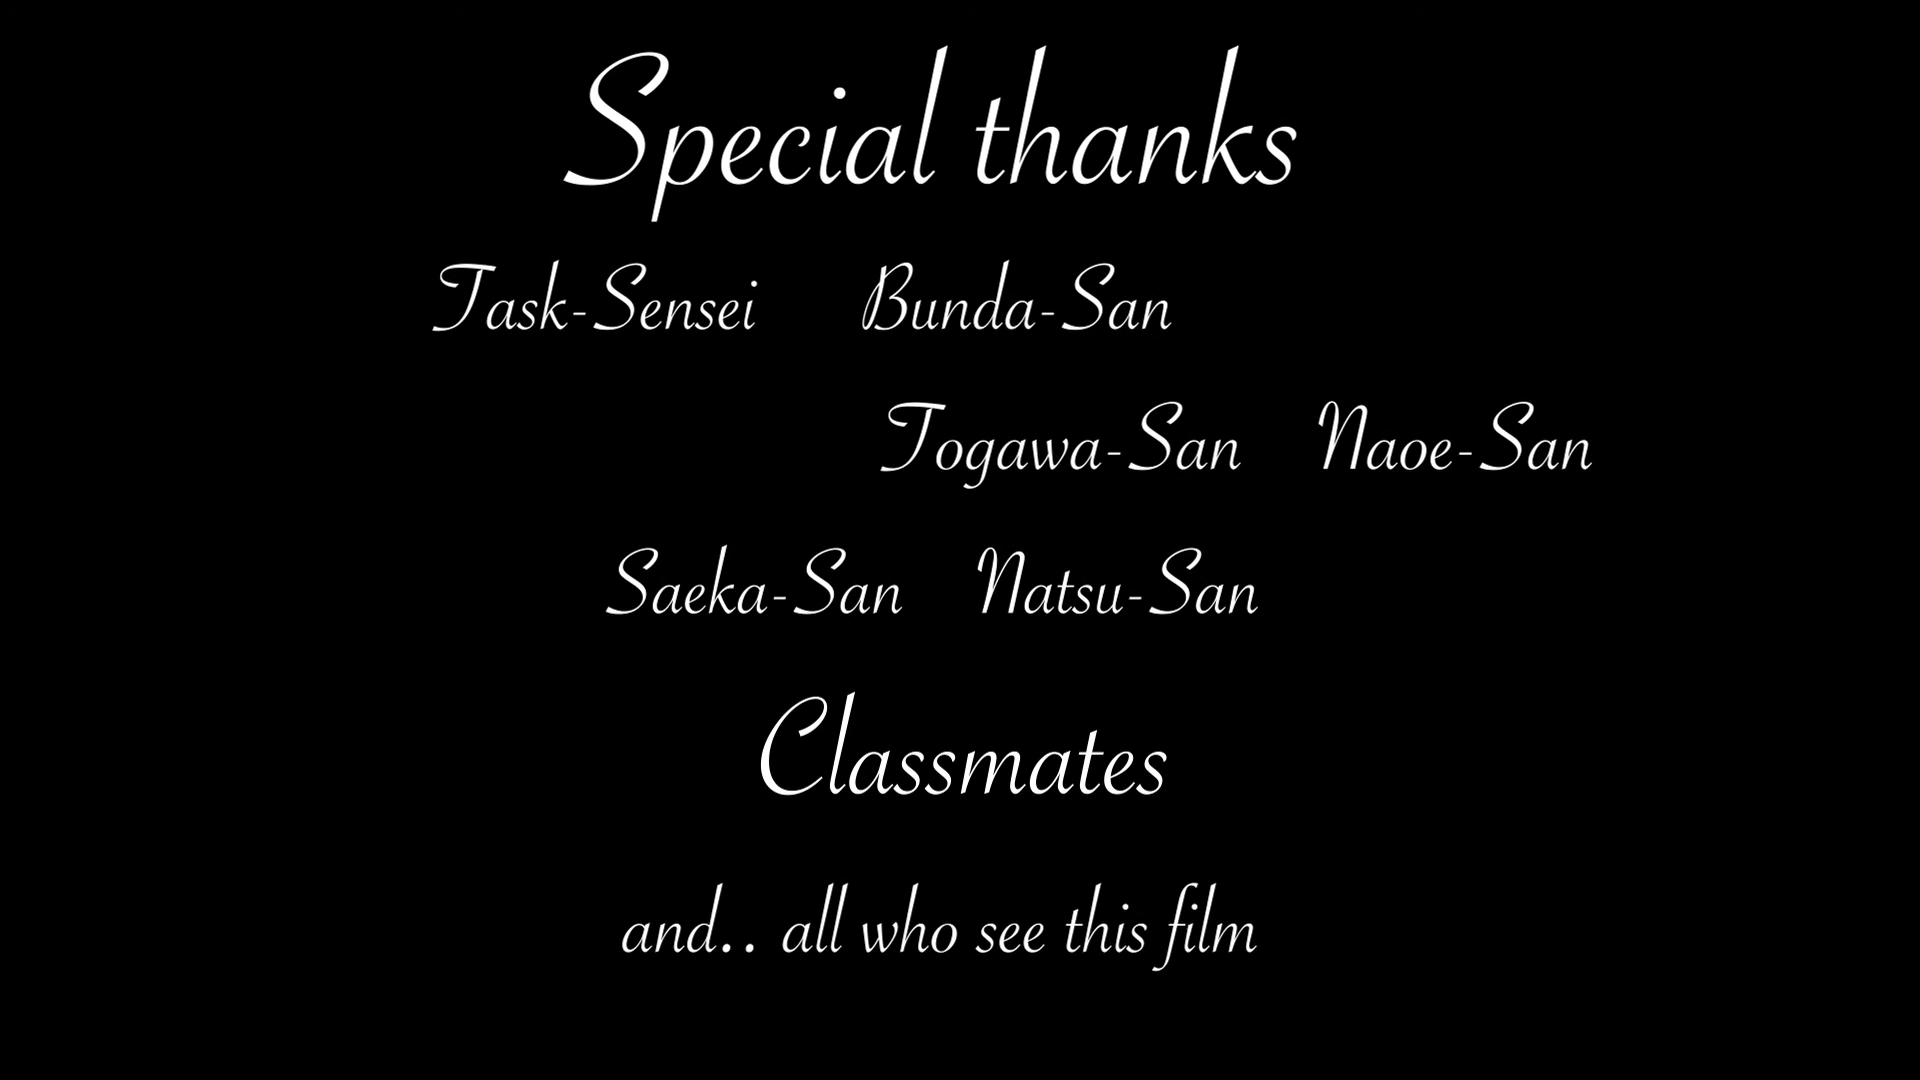 Special thanks
Task-Sensei Bunda-San
Togawa-San Naoe-San
Saeka-San Natsu-San
Classmates
and.. all who see this film